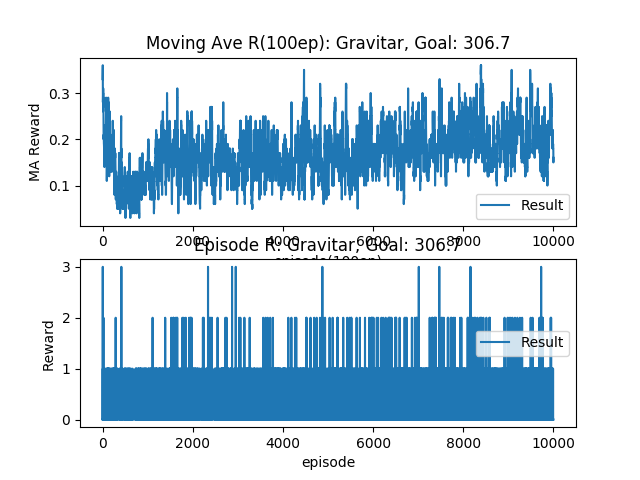 Moving Ave R(100ep): Gravitar, Goal: 306.7
MA Reward
0.3
0.2
0.1
Result
0 2000 4000 6000 8000 10000
episode(100ep)
Episode R: Gravitar, Goal: 306.7
Reward
3
2
1
0
Result
0 2000 4000 6000 8000 10000
episode